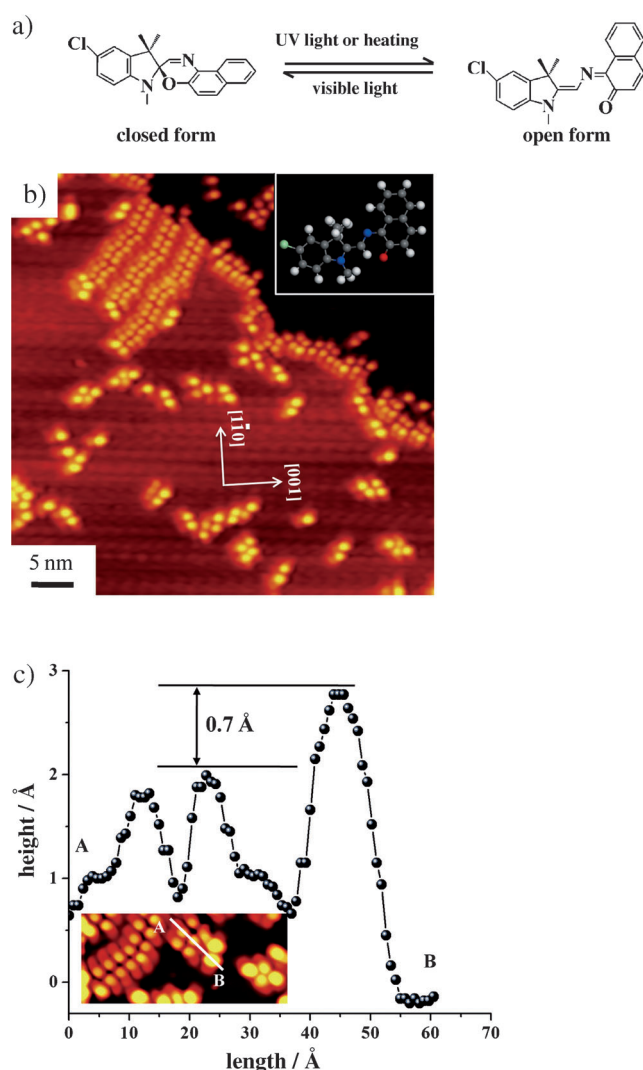 a)
UV light or heating
visible light
Cl
N
O
N
closed form
Cl
N
N
O
open form
b)
[11̄0]
[001]
5 nm
c)
3
2
1
0
height / Å
0.7 Å
A
B
A
B
0 10 20 30 40 50 60 70
length / Å